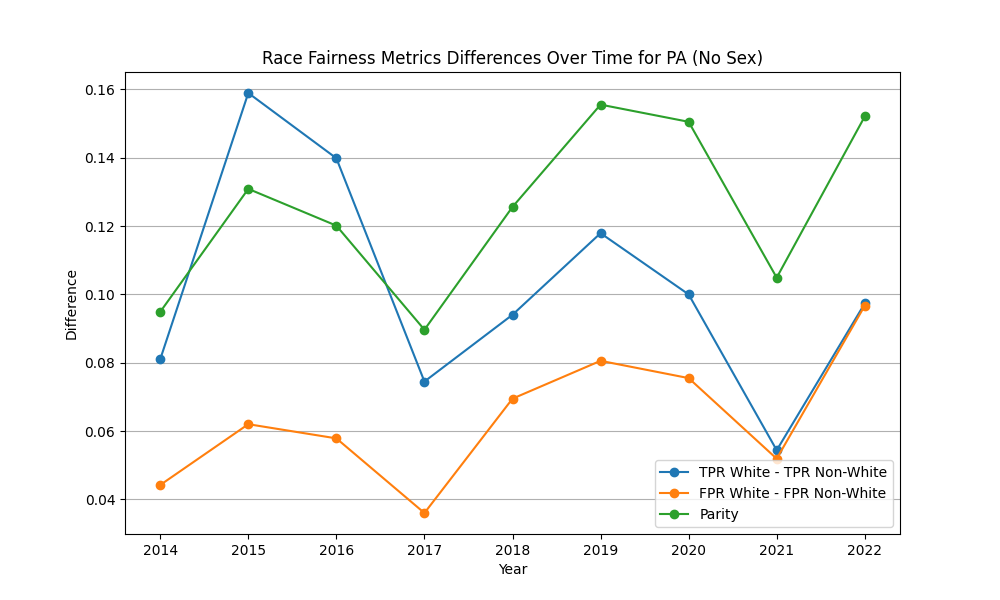 Race Fairness Metrics Differences Over Time for PA (No Sex)
0.16
0.14
0.12
0.10
0.08
0.06
0.04
Difference
TPR White - TPR Non-White
FPR White - FPR Non-White
Parity
2014 2015 2016 2017 2018 2019 2020 2021 2022
Year